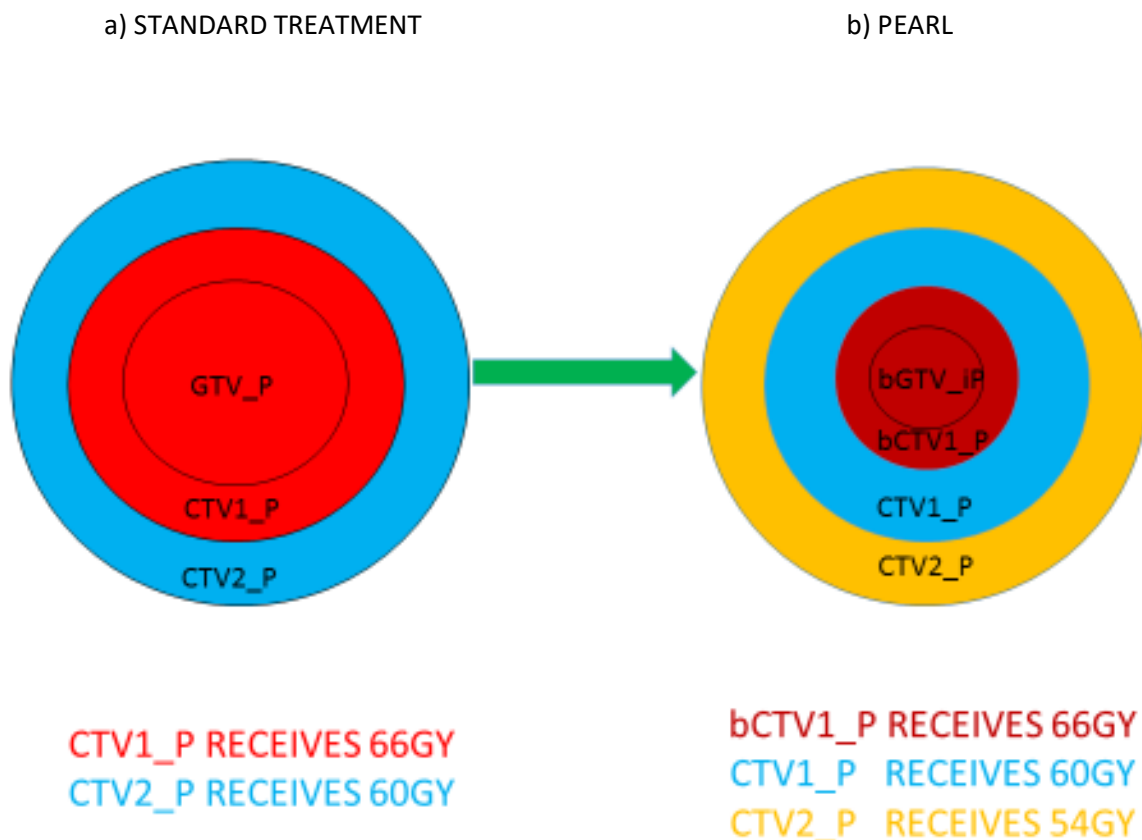 a) STANDARD TREATMENT
b) PEARL
GTV_P
CTV1_P
CTV2_P
bGTV_iP
bCTV1_P
CTV1_P
CTV2_P
CTV1_P RECEIVES 66GY
CTV2_P RECEIVES 60GY
bCTV1_P RECEIVES 66GY
CTV1_P RECEIVES 60GY
CTV2_P RECEIVES 54GY